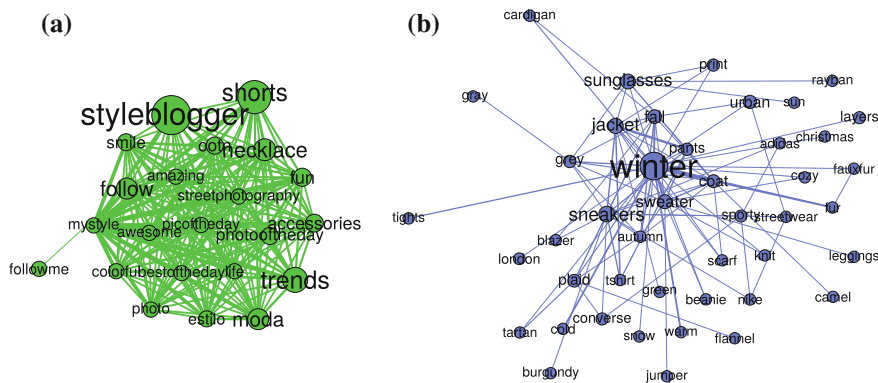 (a)
shorts
styleblogger
smile
ootn
necklace
amazing
fun
follow
streetphotography
mystyle
picoftheday
accessories
awesome
photooftheday
followme
colorfulbestofthedaylife
trends
photo
estilo
moda
(b)
cardigan
print
sunglasses
rayban
gray
urban
sun
fall
layers
jacket
christmas
pants
adidas
grey
winter
fauxfur
coat
cozy
sweater
fur
tights
sneakers
sporty
streetwear
autumn
blazer
london
scarf
knit
leggings
plaid
tshirt
green
beanie
nike
camel
converse
tartan
cold
snow
warm
flannel
burgundy
jumper